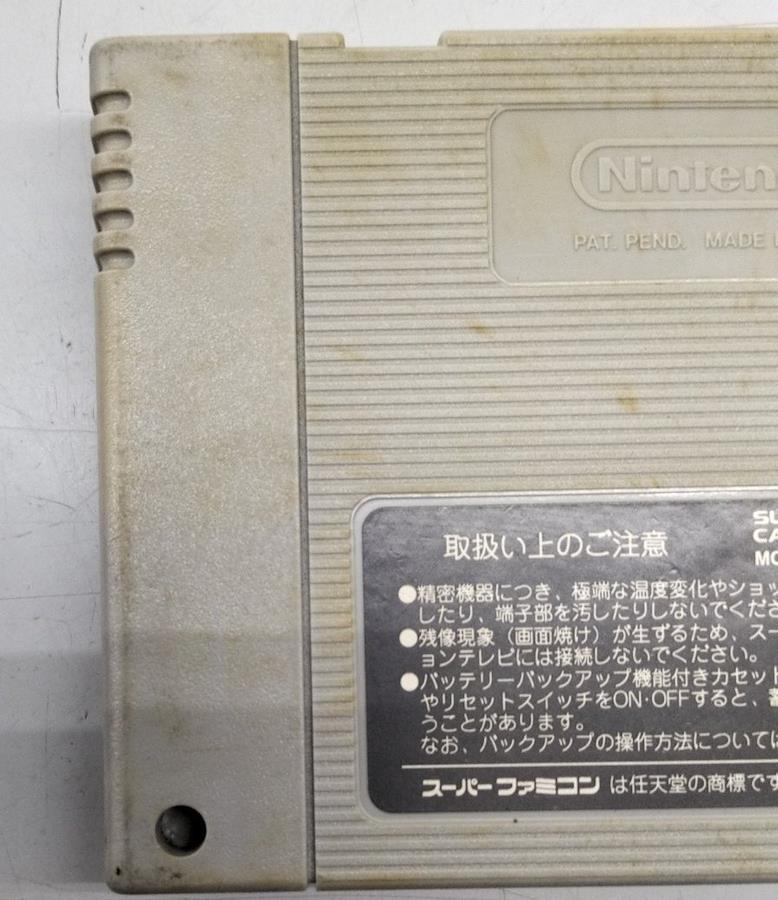 Ninten
PAT. PEND. MADE
取扱い上のご注意
SU
CA
MO
●精密機器につき、極端な温度変化やショッ
したり、端子部を汚したりしないでくださ
●残像現象（画面焼け）が生ずるため、スー
ョンテレビには接続しないでください。
●バッテリーバックアップ機能付きカセット
やリセットスイッチをON·OFFすると、
うことがあります。
なお、バックアップの操作方法については
スーパーファミコン は任天堂の商標です